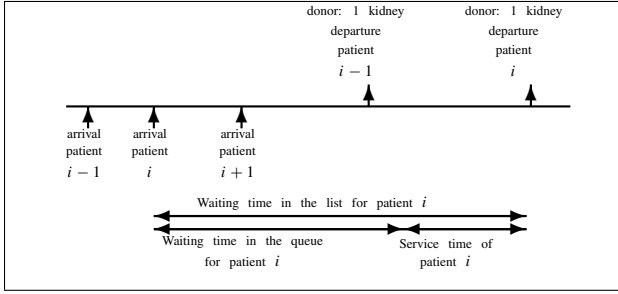 donor: 1 kidney
departure
patient
i − 1
donor: 1 kidney
departure
patient
i
arrival
patient
i − 1
arrival
patient
i
arrival
patient
i + 1
Waiting time in the list for patient i
Waiting time in the queue
for patient i
Service time of
patient i